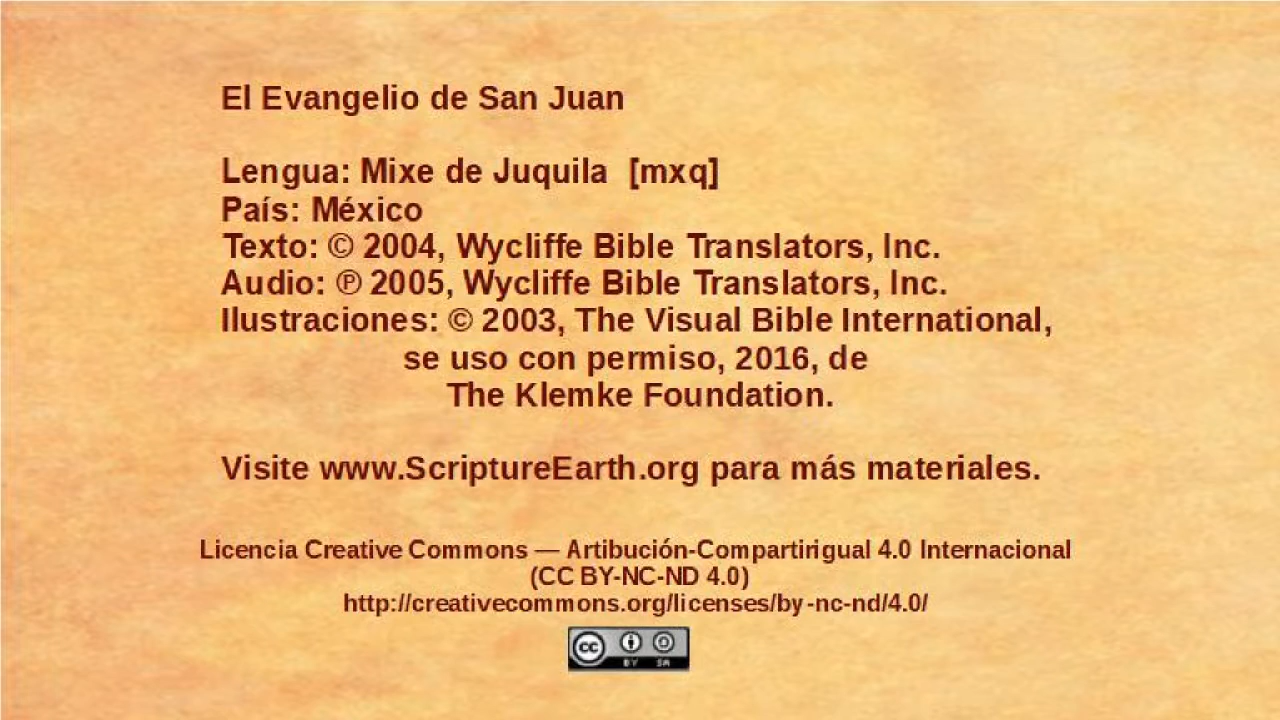 El Evangelio de San Juan
Lengua: Mixe de Juquila [mxq]
País: México
Texto: © 2004, Wycliffe Bible Translators, Inc.
Audio: ℗ 2005, Wycliffe Bible Translators, Inc.
Ilustraciones: © 2003, The Visual Bible International,
se uso con permiso, 2016, de
The Klemke Foundation.
Visite www.ScriptureEarth.org para más materiales.
Licencia Creative Commons — Artibución-Compartirigual 4.0 Internacional
(CC BY-NC-ND 4.0)
http://creativecommons.org/licenses/by-nc-nd/4.0/
cc BY SA